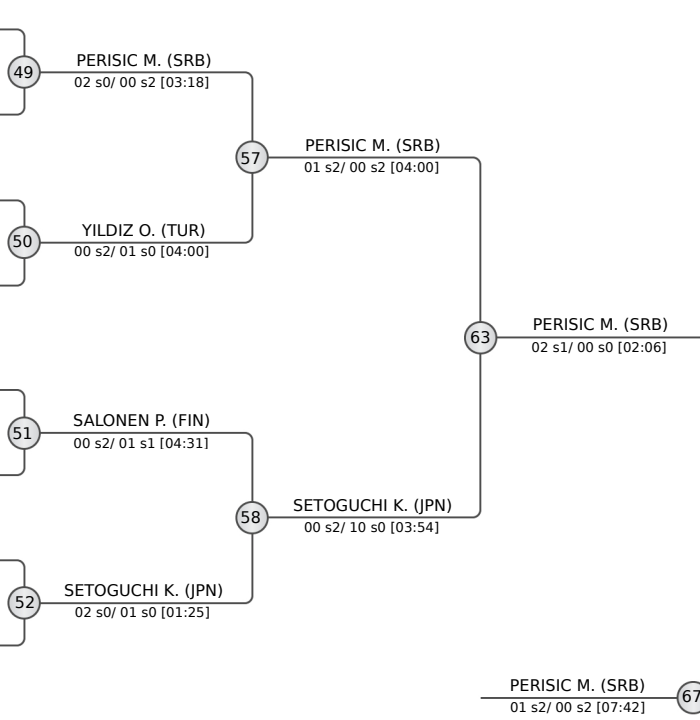 PERISIC M. (SRB)
49
02 s0/ 00 s2 [03:18]
PERISIC M. (SRB)
57
01 s2/ 00 s2 [04:00]
YILDIZ O. (TUR)
50
00 s2/ 01 s0 [04:00]
PERISIC M. (SRB)
63
02 s1/ 00 s0 [02:06]
SALONEN P. (FIN)
51
00 s2/ 01 s1 [04:31]
SETOGUCHI K. (JPN)
58
00 s2/ 10 s0 [03:54]
SETOGUCHI K. (JPN)
52
02 s0/ 01 s0 [01:25]
PERISIC M. (SRB)
67
01 s2/ 00 s2 [07:42]